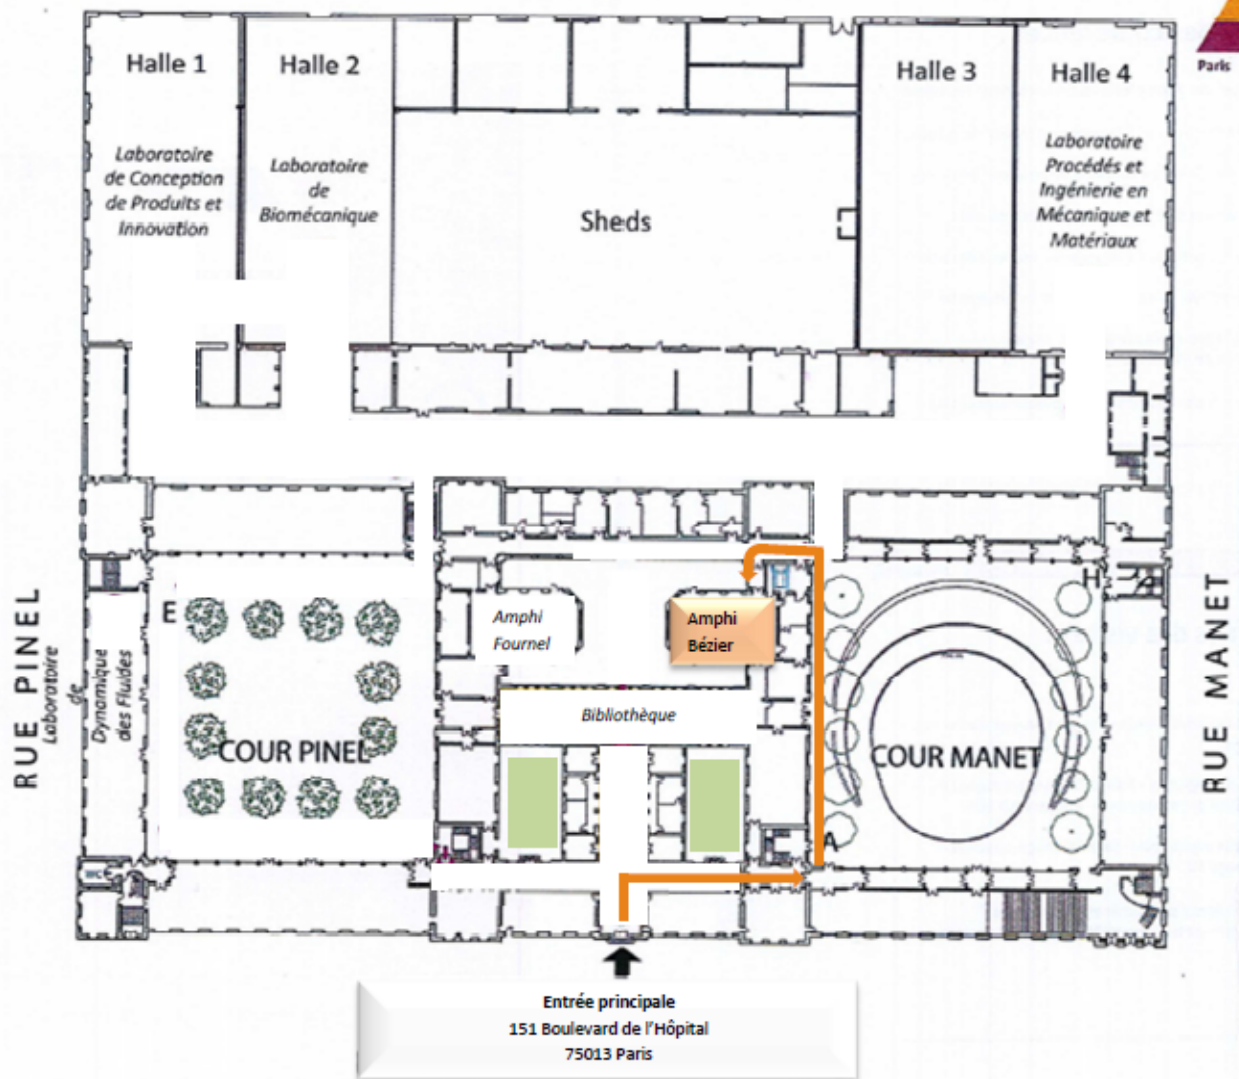 Paris
Halle 1
Halle 2
Halle 3
Halle 4
Laboratoire
de Conception
de Produits et
Innovation
Laboratoire
de
Biomécanique
Sheds
Laboratoire
Procédés et
Ingénierie en
Mécanique et
Matériaux
RUE PINEL
Laboratoire
de
Dynamique
des Fluides
E
COUR PINEL
Amphi
Fournel
Amphi
Bézier
Bibliothèque
H
COUR MANET
A
RUE MANET
WC
Entrée principale
151 Boulevard de l'Hôpital
75013 Paris